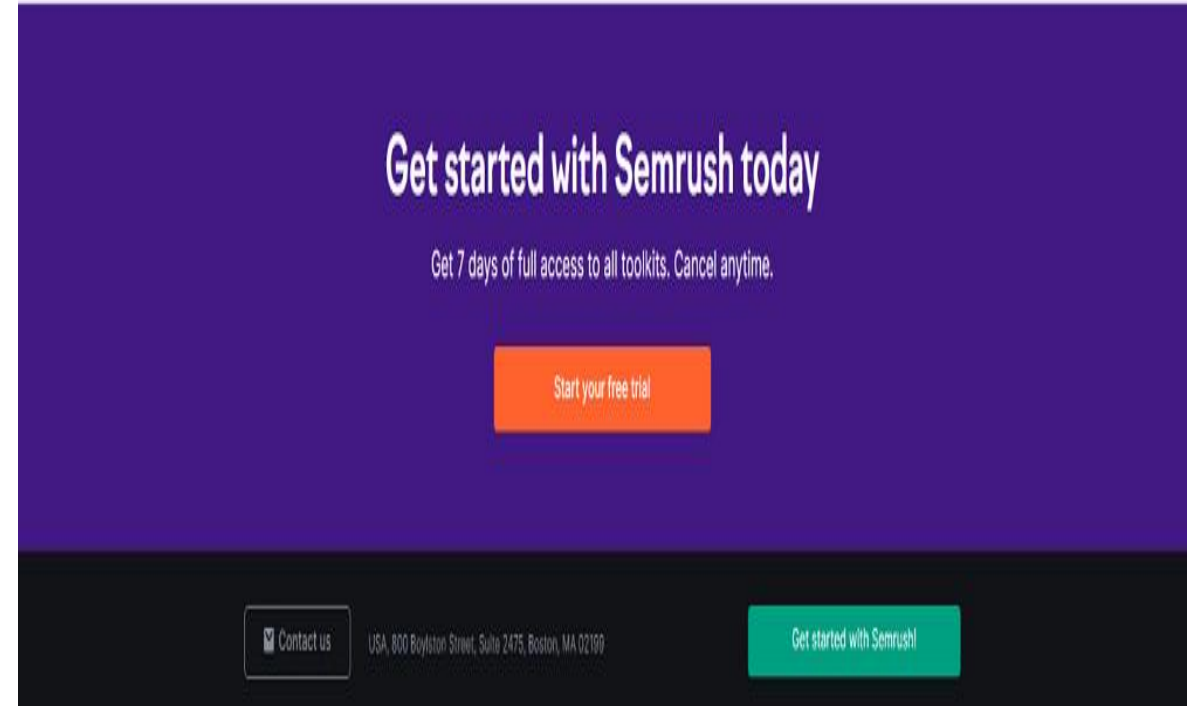 Get started with Semrush today
Get 7 days of full access to all toolkits. Cancel anytime.
Start your free trial
Contact us
USA, 800 Boylston Street, Suite 2475, Boston, MA 02199
Get started with Semrush!